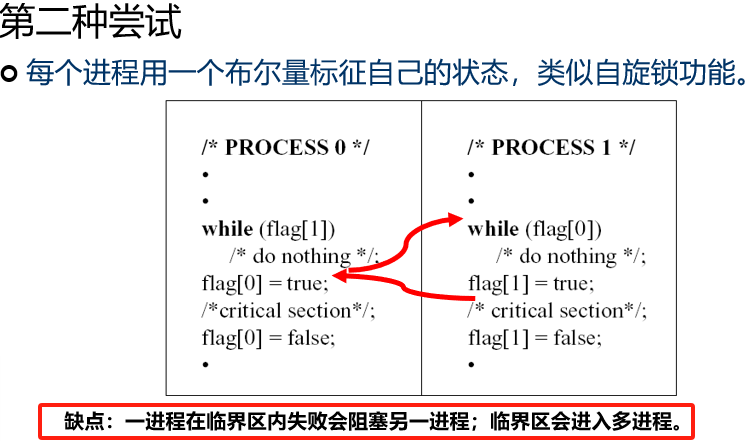 第二种尝试
每个进程用一个布尔量标征自己的状态，类似自旋锁功能。
/* PROCESS 0 */
•
•
while (flag[1])
/* do nothing */;
flag[0] = true;
/*critical section*/;
flag[0] = false;
•
/* PROCESS 1 */
•
•
while (flag[0])
/* do nothing */;
flag[1] = true;
/* critical section*/;
flag[1] = false;
•
缺点：一进程在临界区内失败会阻塞另一进程；临界区会进入多进程。